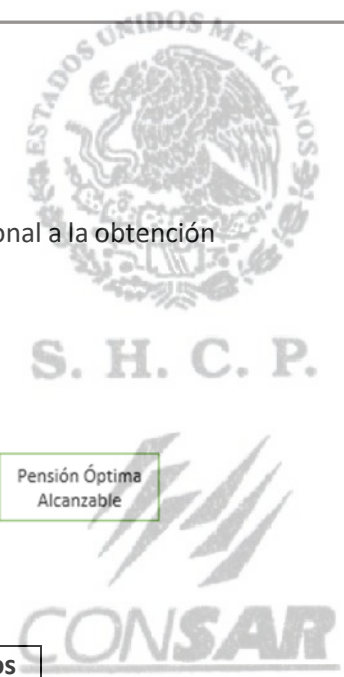 ESTADOS UNIDOS MEXICANOS
onal a la obtención
S. H. C. P.
Pensión Óptima
Alcanzable
CONSAR
os